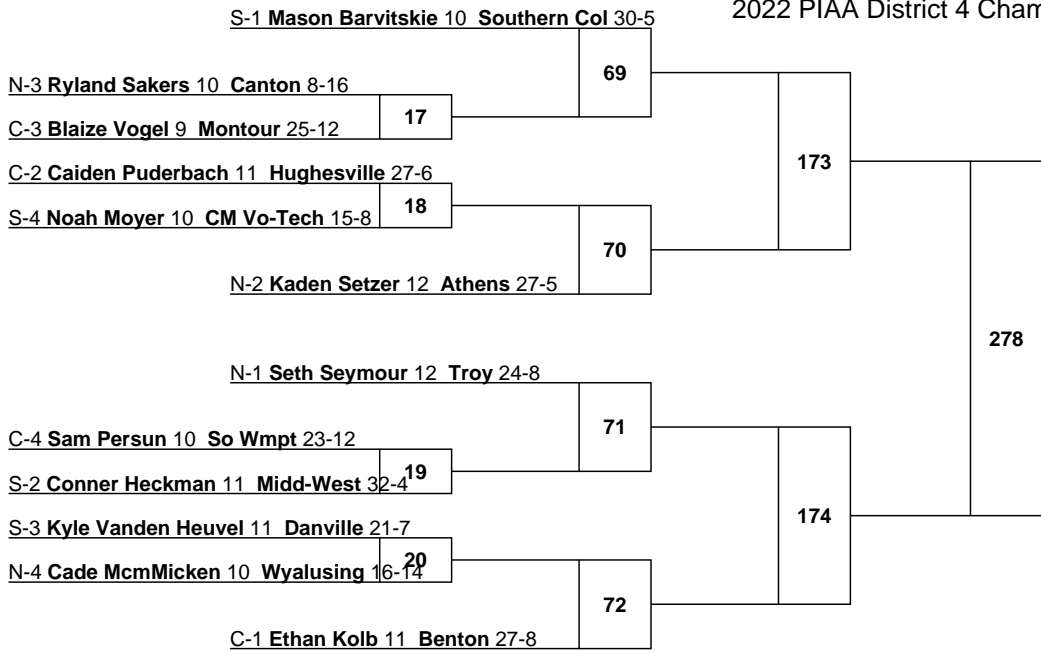 2022 PIAA District 4 Cham
S-1 Mason Barvitskie 10 Southern Col 30-5
69
N-3 Ryland Sakers 10 Canton 8-16
17
C-3 Blaize Vogel 9 Montour 25-12
173
C-2 Caiden Puderbach 11 Hughesville 27-6
18
S-4 Noah Moyer 10 CM Vo-Tech 15-8
70
N-2 Kaden Setzer 12 Athens 27-5
278
N-1 Seth Seymour 12 Troy 24-8
71
C-4 Sam Persun 10 So Wmpt 23-12
19
S-2 Conner Heckman 11 Midd-West 32-4
174
S-3 Kyle Vanden Heuvel 11 Danville 21-7
20
N-4 Cade McmMicken 10 Wyalusing 16-14
72
C-1 Ethan Kolb 11 Benton 27-8